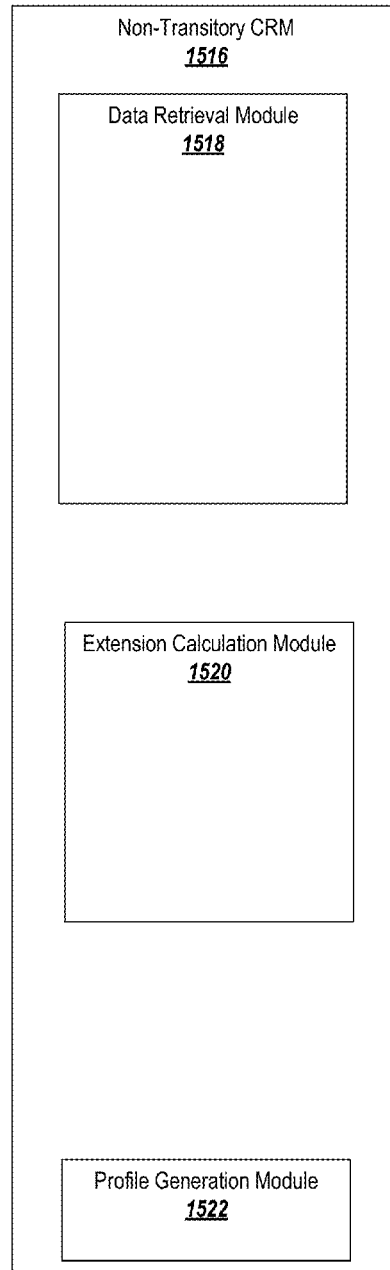 Non-Transitory CRM
1516
Data Retrieval Module
1518
Extension Calculation Module
1520
Profile Generation Module
1522